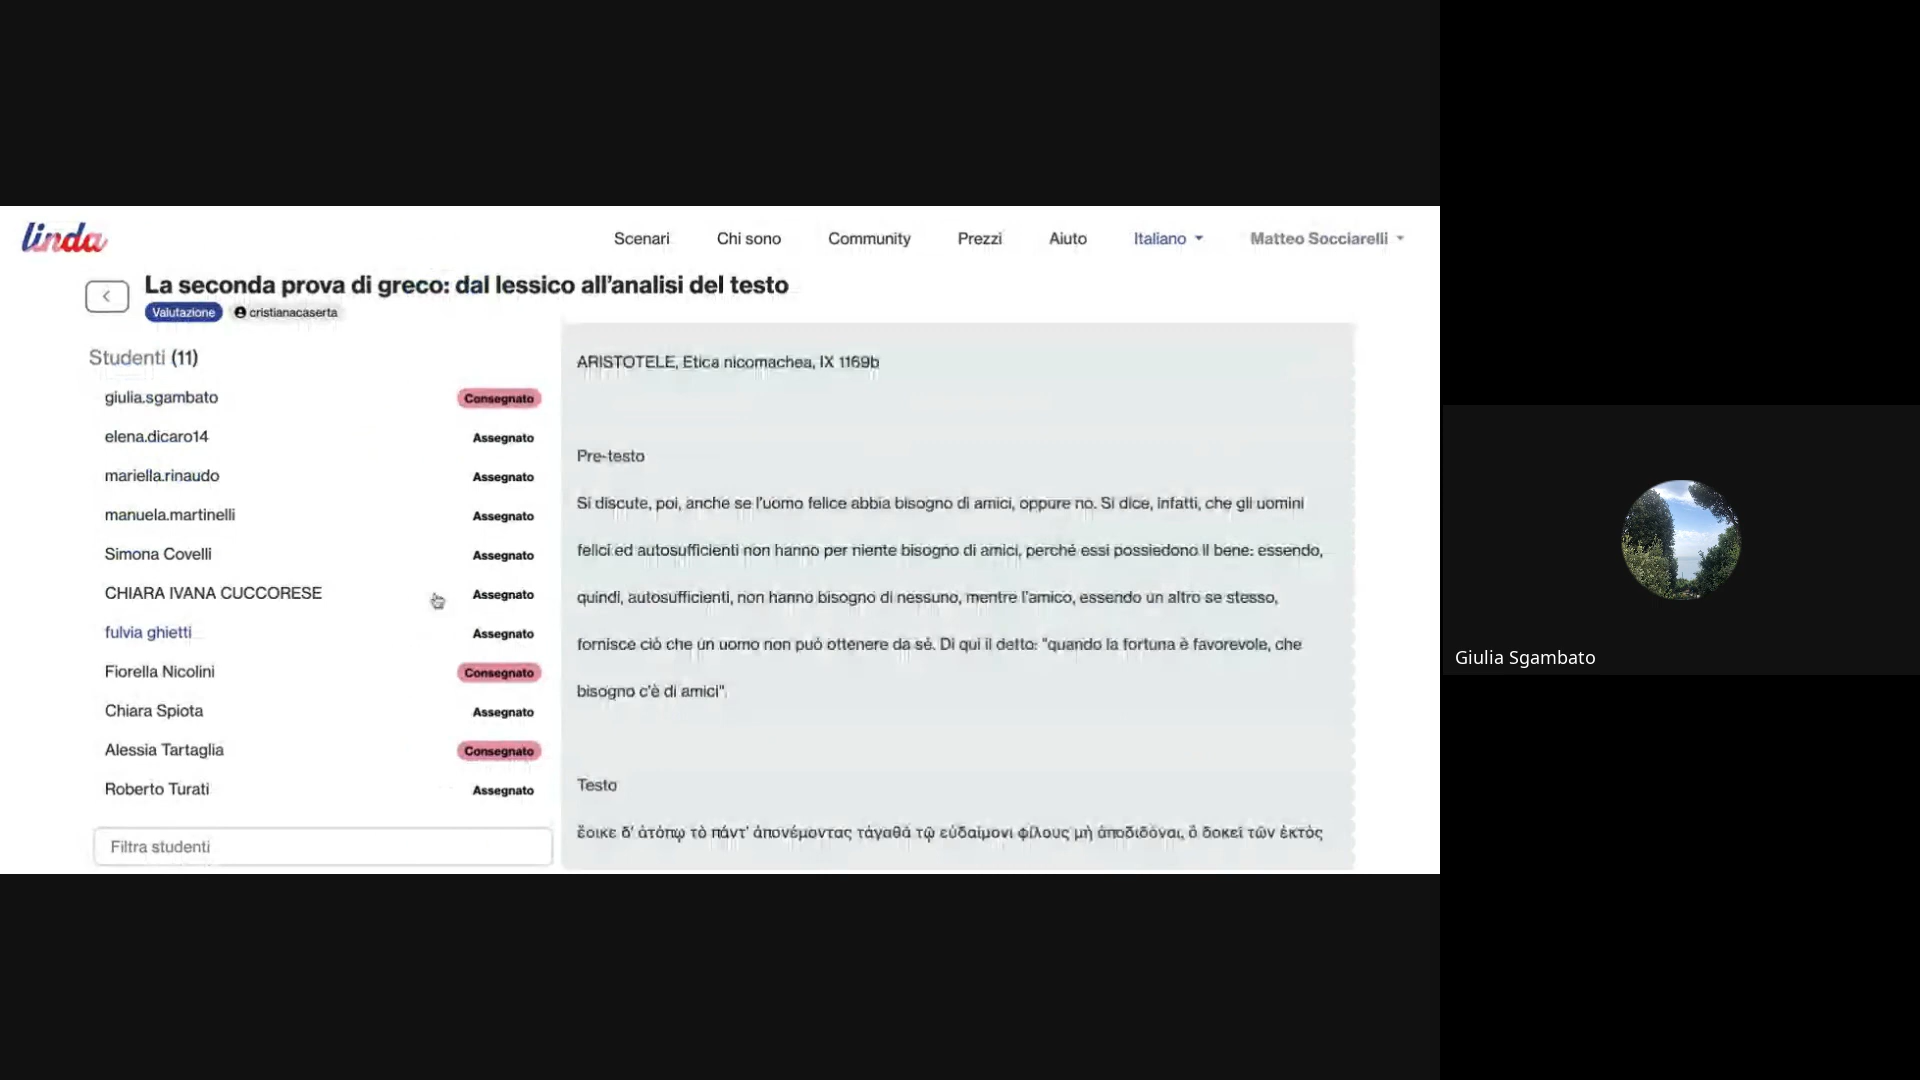 linda
Scenari
Chi sono
Community
Prezzi
Aiuto
Italiano
Matteo Socciarelli
La seconda prova di greco: dal lessico all'analisi del testo
Valutazione
cristianacaserta
Studenti (11)
giulia.sgambato Consegnato
elena.dicaro14 Assegnato
mariella.rinaudo Assegnato
manuela.martinelli Assegnato
Simona Covelli Assegnato
CHIARA IVANA CUCCORESE Assegnato
fulvia ghietti Assegnato
Fiorella Nicolini Consegnato
Chiara Spiota Assegnato
Alessia Tartaglia Consegnato
Roberto Turati Assegnato
Filtra studenti
ARISTOTELE, Etica nicomachea, IX 1169b
Pre-testo
Si discute, poi, anche se l'uomo felice abbia bisogno di amici, oppure no. Si dice, infatti, che gli uomini
felici ed autosufficienti non hanno per niente bisogno di amici, perché essi possiedono il bene: essendo,
quindi, autosufficienti, non hanno bisogno di nessuno, mentre l'amico, essendo un altro se stesso,
fornisce ciò che un uomo non può ottenere da sé. Di qui il detto: "quando la fortuna è favorevole, che
bisogno c'è di amici".
Testo
ἔοικε δ' ἀτόπῳ τὸ πάντ' ἀπονέμοντας τἀγαθὰ τῷ εὐδαίμονι φίλους μὴ ἀποδιδόναι, ὃ δοκεῖ τῶν ἐκτὸς
Giulia Sgambato